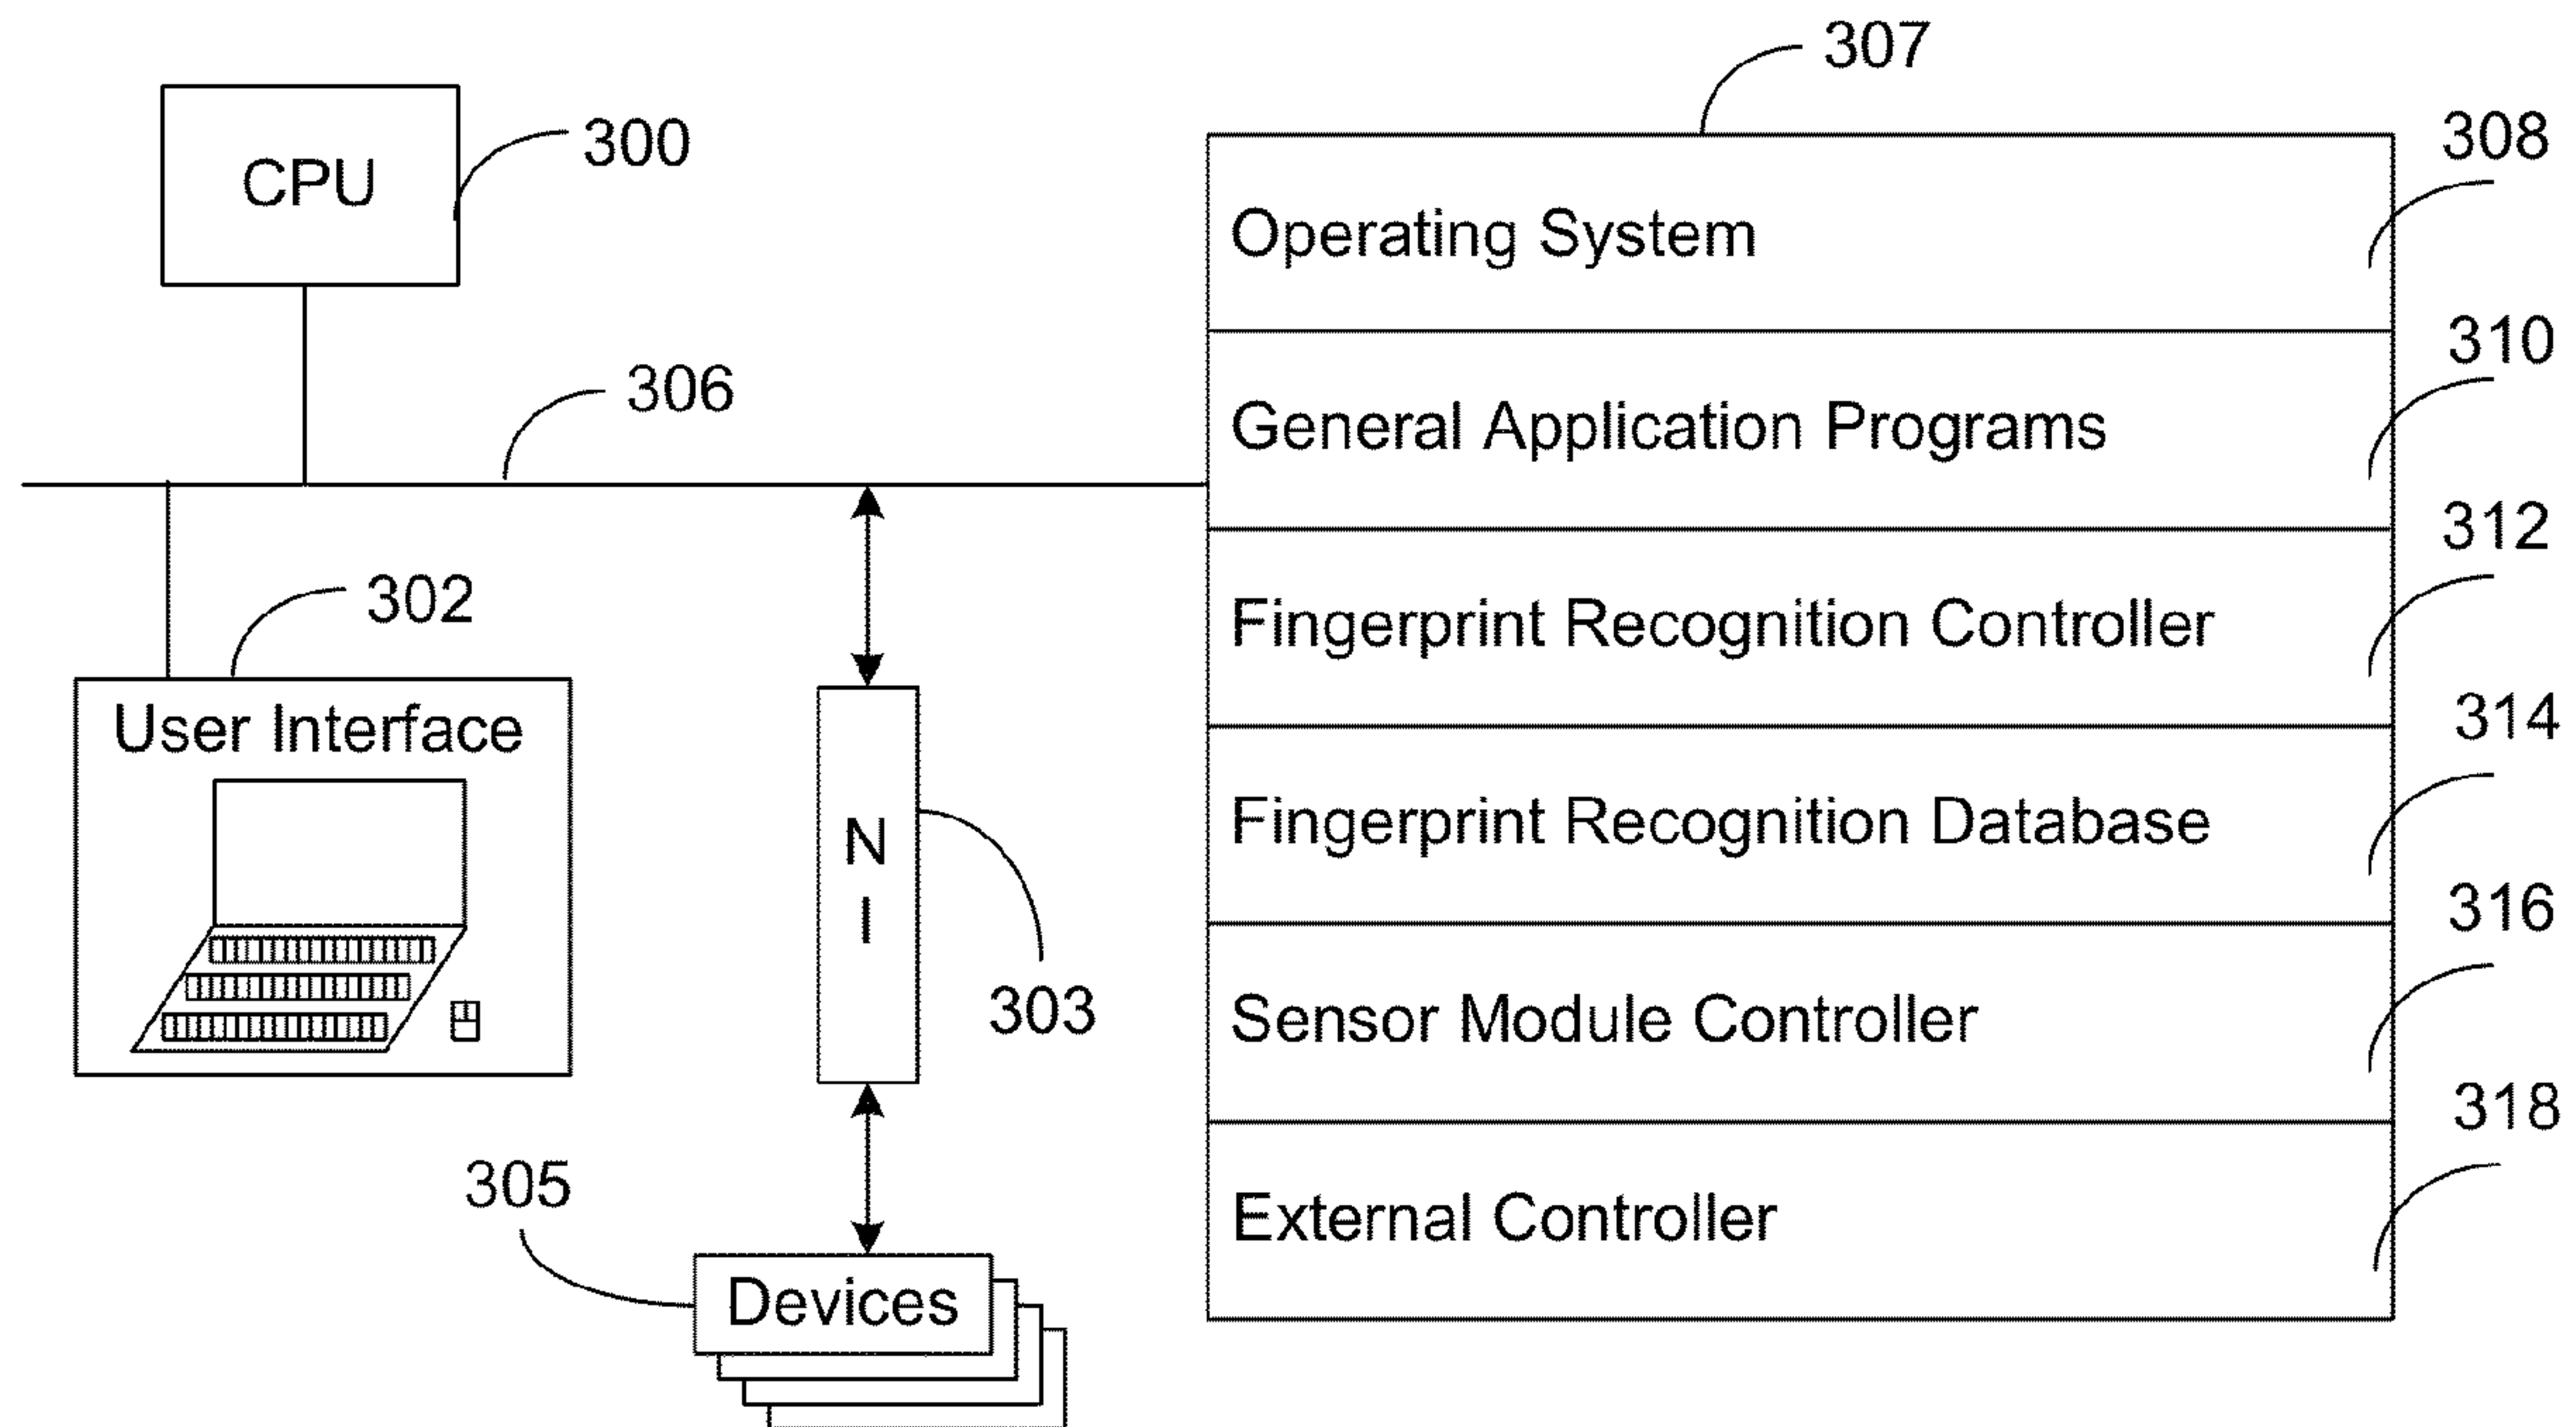 307
CPU
300
308
Operating System
310
306
General Application Programs
312
302
Fingerprint Recognition Controller
User Interface
314
N
I
Fingerprint Recognition Database
316
303
Sensor Module Controller
318
305
External Controller
Devices